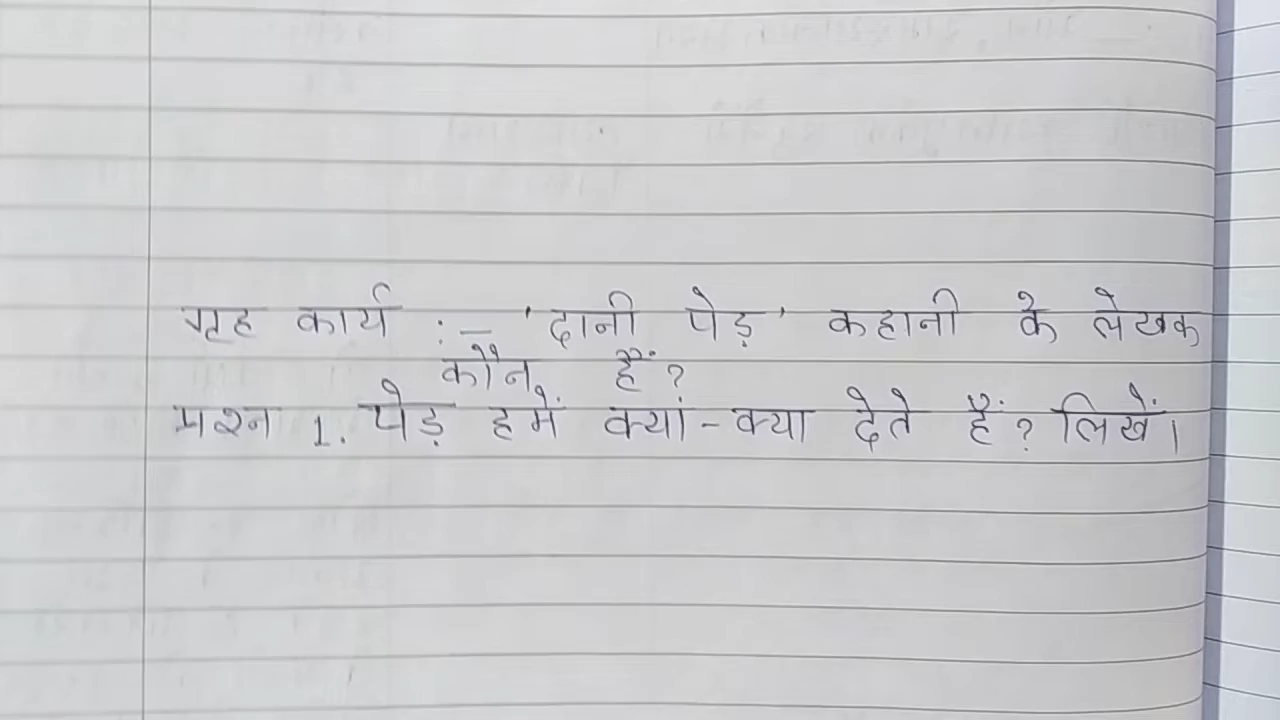 गृह कार्य :- 'दानी पेड़' कहानी के लेखक
कौन हैं?
प्रश्न 1. पेड़ हमें क्यां-क्या देते हैं? लिखें।